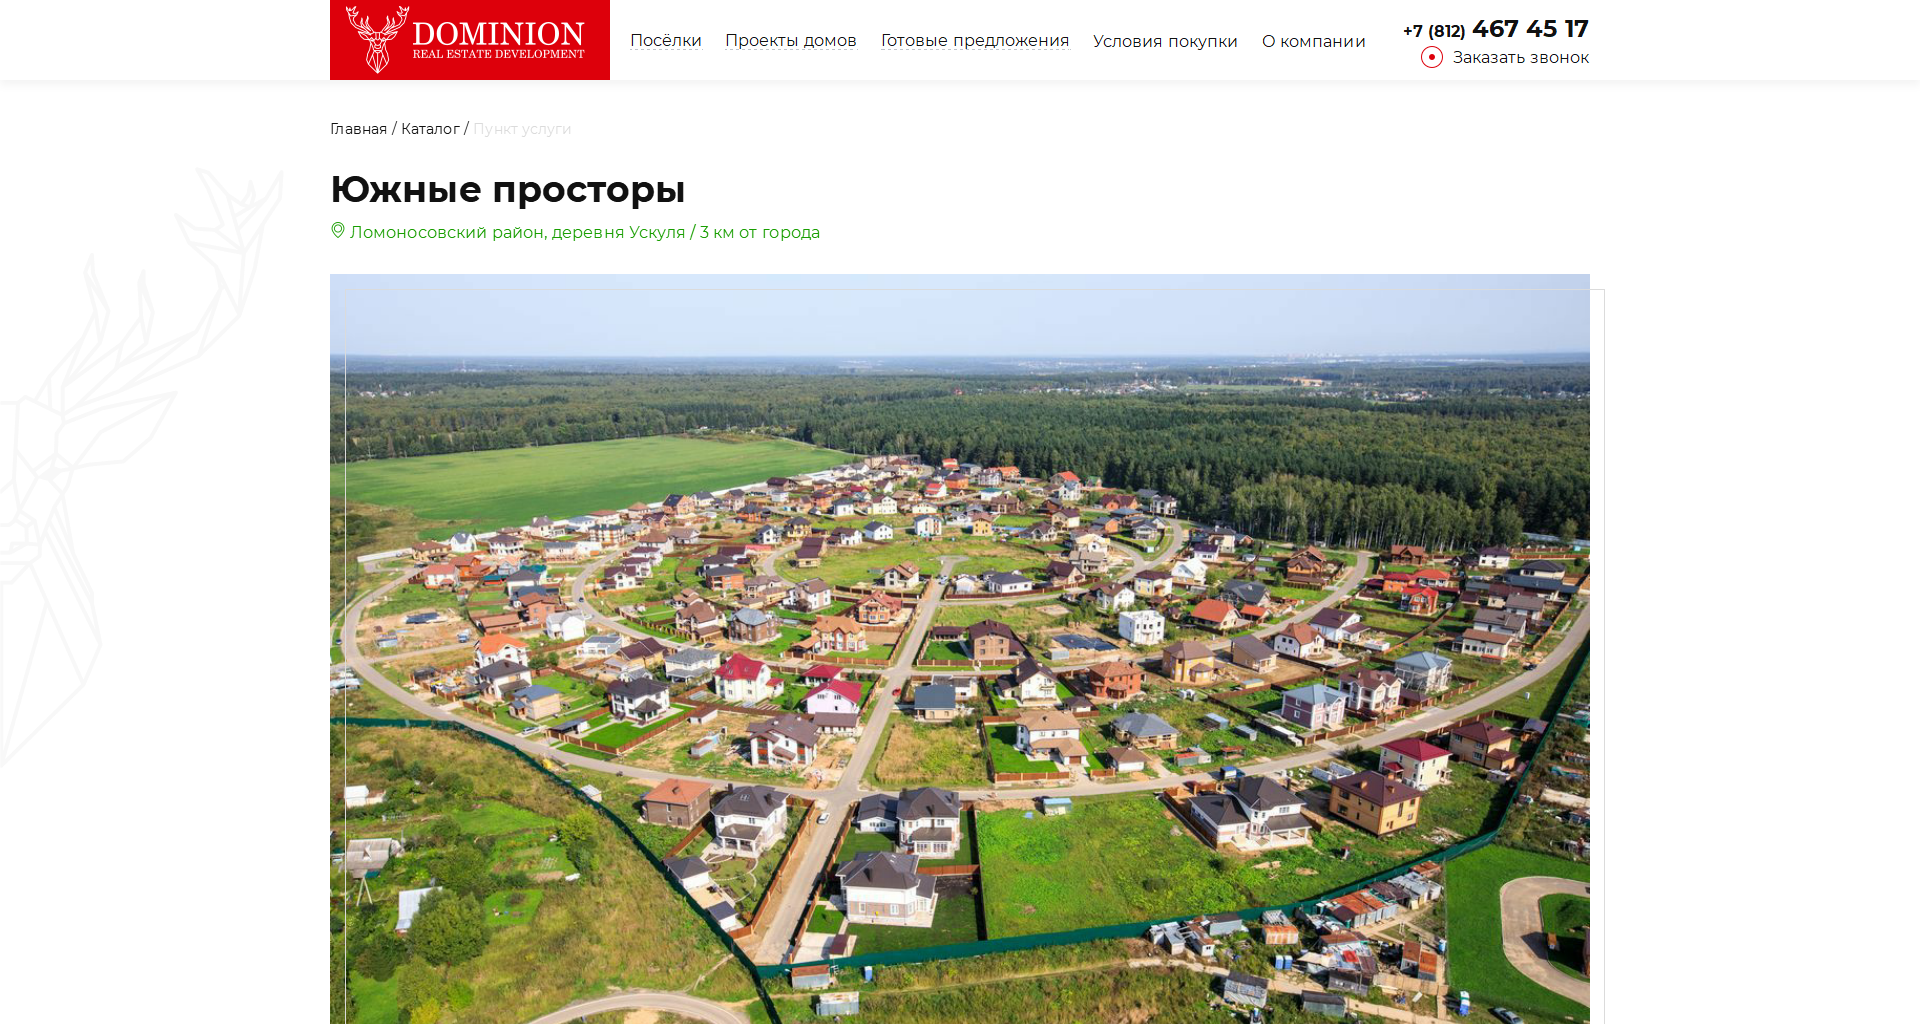 DOMINION
REAL ESTATE DEVELOPMENT
Посёлки
Проекты домов
Готовые предложения
Условия покупки
О компании
+7 (812) 467 45 17
Заказать звонок
Главная / Каталог / Пункт услуги
Южные просторы
Ломоносовский район, деревня Ускуля / 3 км от города